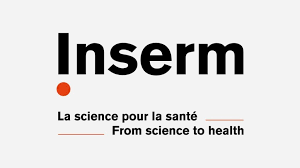 Inserm
La science pour la santé
From science to health